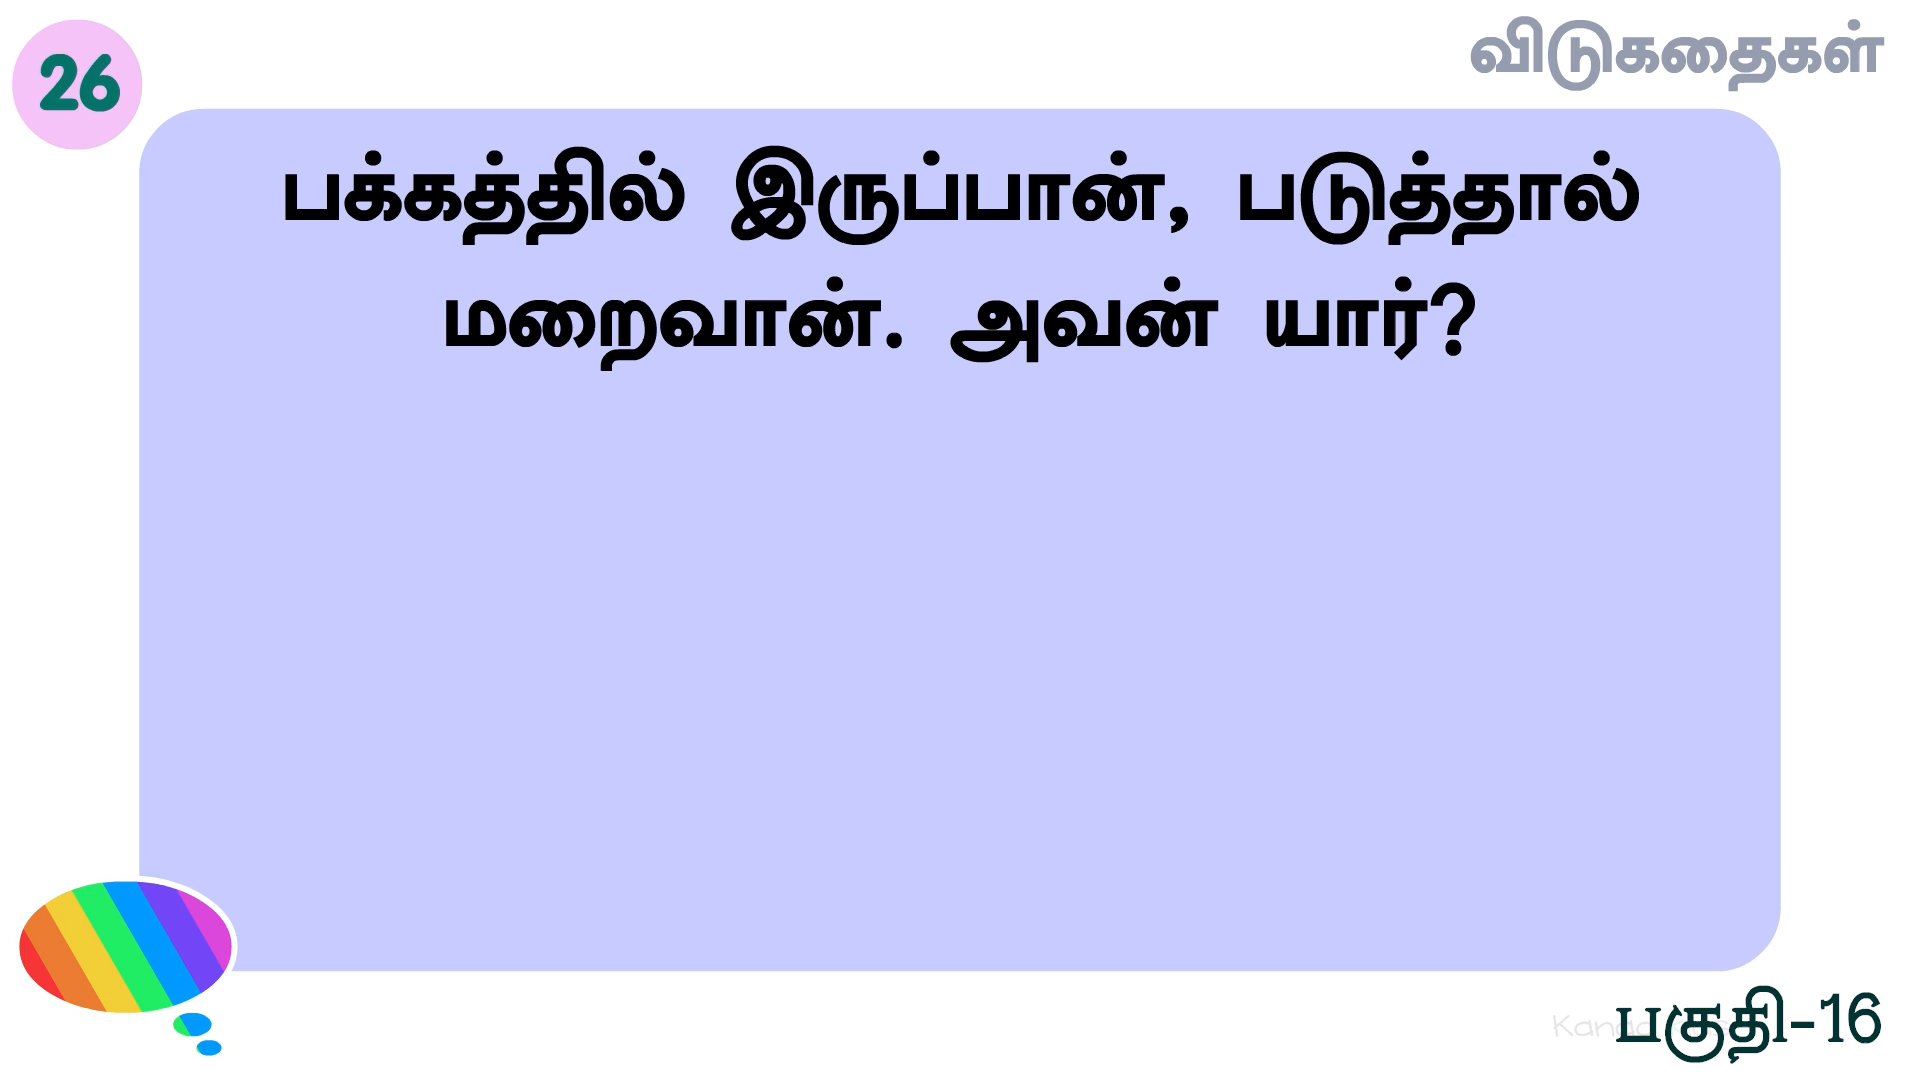 26
விடுகதைகள்
பக்கத்தில் இருப்பான், படுத்தால்
மறைவான். அவன் யார்?
பகுதி-16